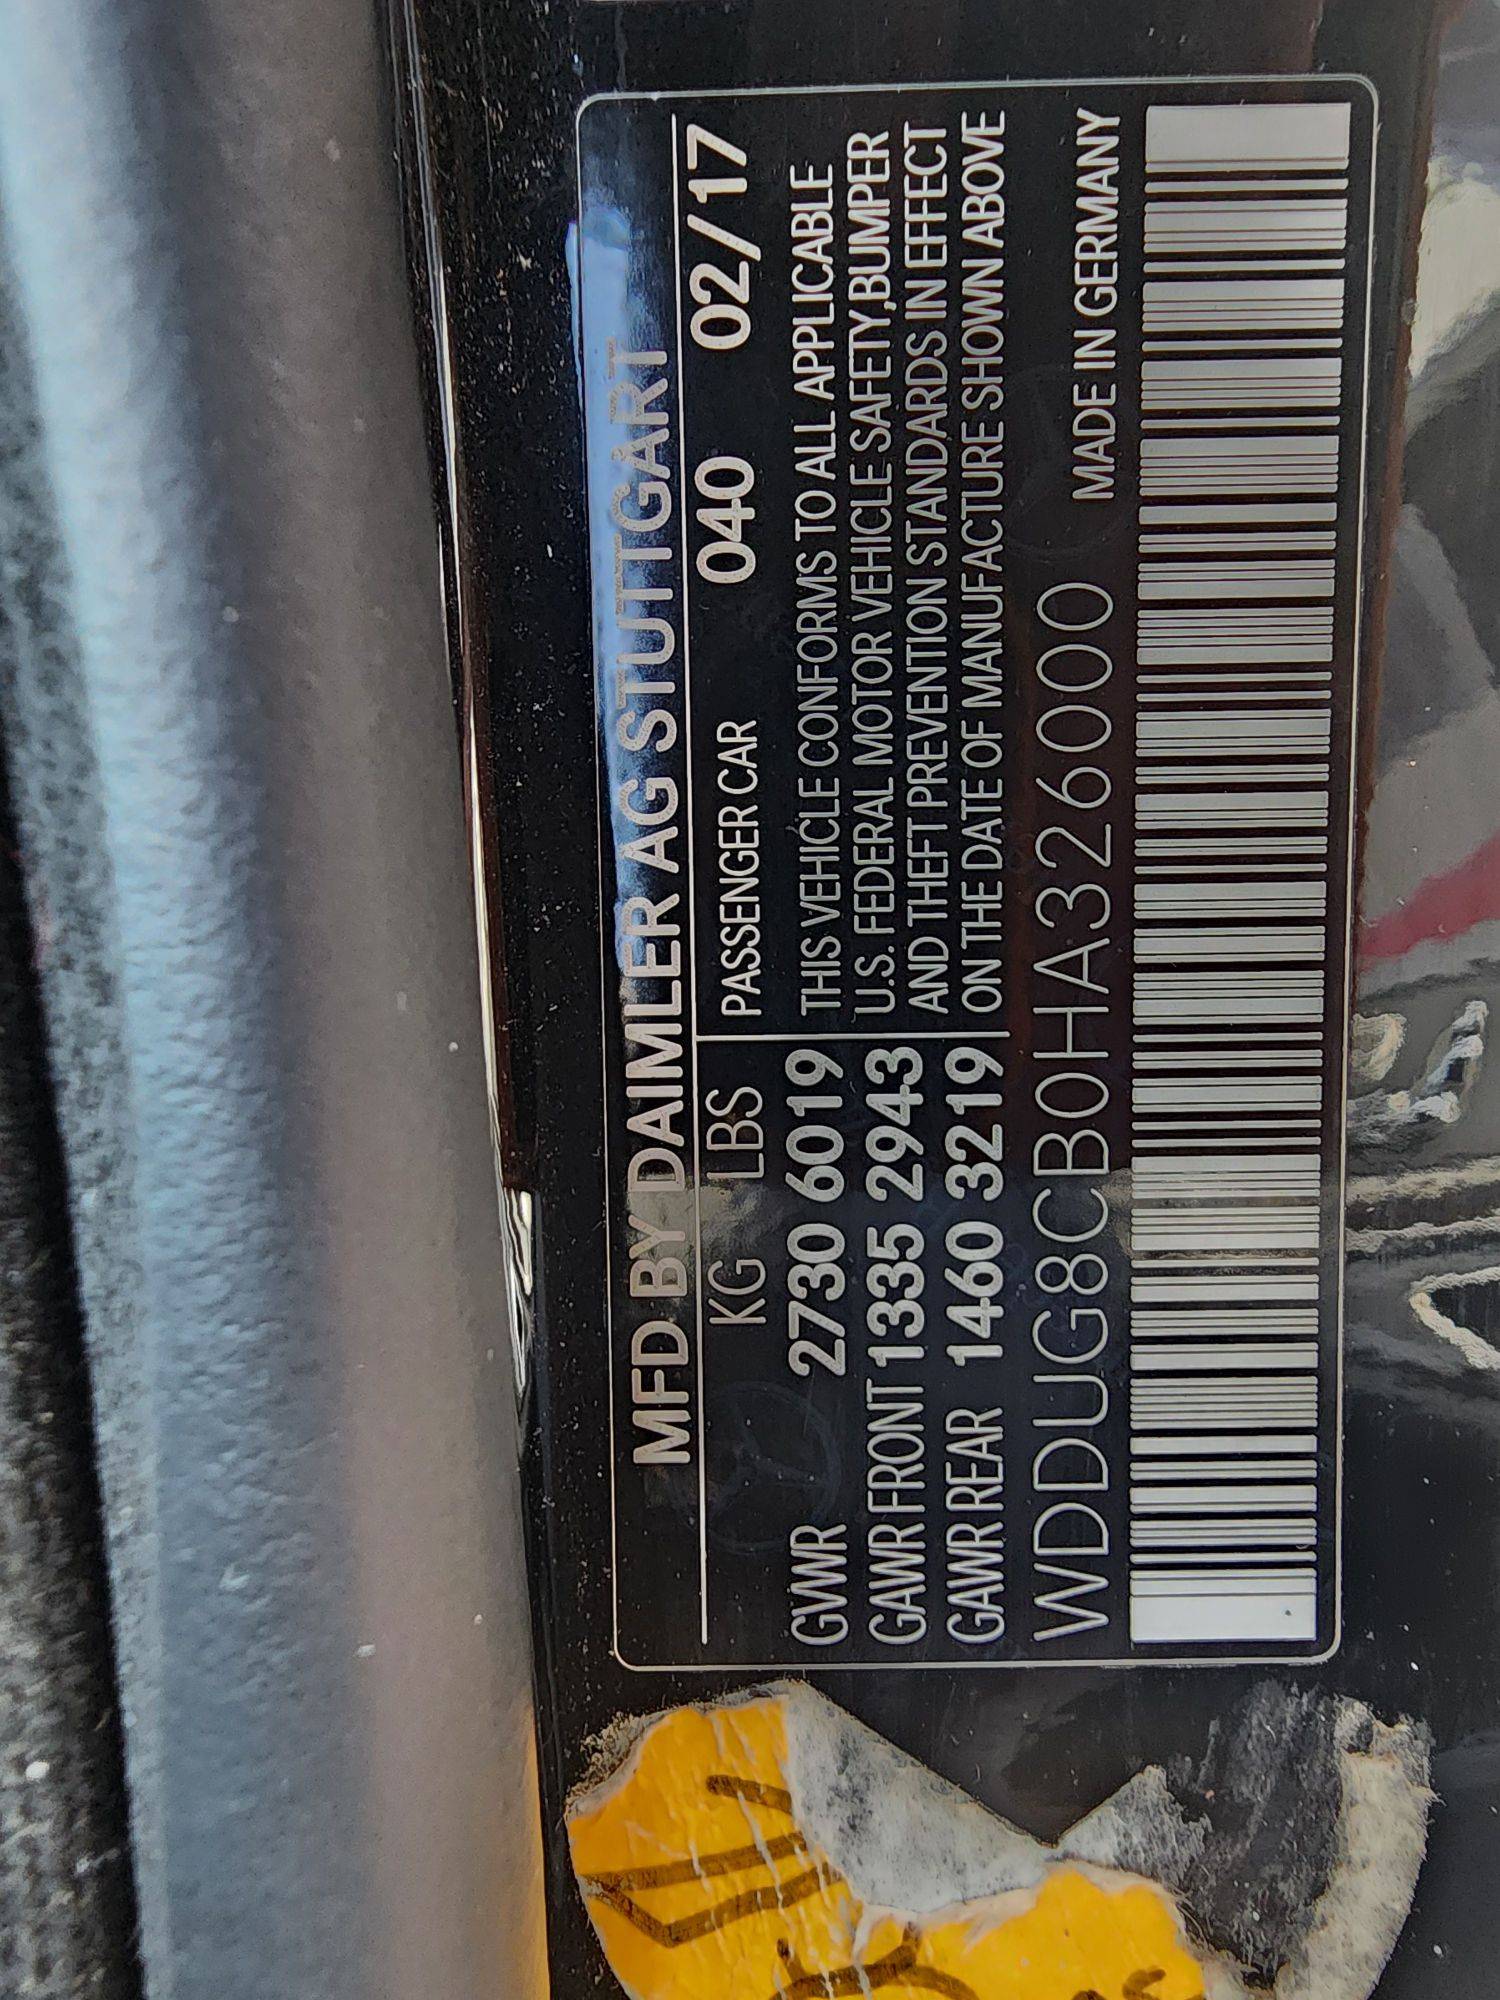 MFD BY DAIMLER AG STUTTGART
KG LBS PASSENGER CAR 040 02/17
GVWR 2730 6019 THIS VEHICLE CONFORMS TO ALL APPLICABLE
GAWR FRONT 1335 2943 U.S. FEDERAL MOTOR VEHICLE SAFETY,BUMPER
GAWR REAR 1460 3219 AND THEFT PREVENTION STANDARDS IN EFFECT
ON THE DATE OF MANUFACTURE SHOWN ABOVE
WDDUG8CB0HA326000 MADE IN GERMANY